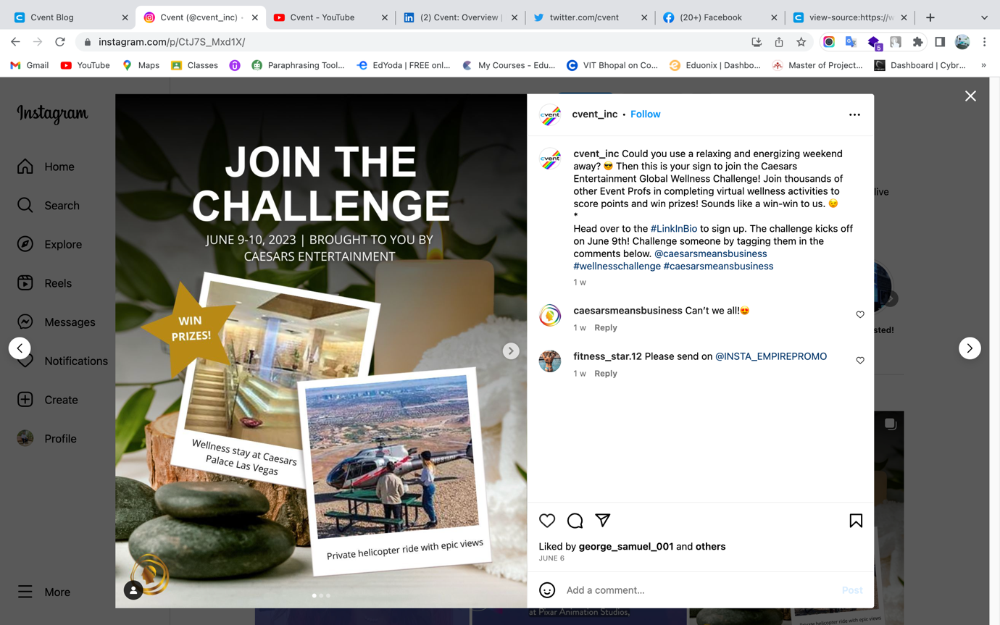 Cvent Blog
Cvent (@cvent_inc) ·
Cvent - YouTube
(2) Cvent: Overview |
twitter.com/cvent
(20+) Facebook
view-source:https://w
instagram.com/p/CtJ7S_Mxd1X/
5
Gmail
YouTube
Maps
Classes
Paraphrasing Tool...
EdYoda | FREE onl...
My Courses - Edu...
VIT Bhopal on Co...
Eduonix | Dashbo...
Master of Project...
Dashboard | Cybr...
»
Instagram
Home
Search
Explore
Reels
Messages
Notifications
Create
Profile
More
JOIN THE
CHALLENGE
JUNE 9-10, 2023 | BROUGHT TO YOU BY
CAESARS ENTERTAINMENT
WIN
PRIZES!
Wellness stay at Caesars
Palace Las Vegas
Private helicopter ride with epic views
cvent
cvent_inc • Follow
cvent
cvent_inc Could you use a relaxing and energizing weekend
away? 😎 Then this is your sign to join the Caesars
Entertainment Global Wellness Challenge! Join thousands of
other Event Profs in completing virtual wellness activities to
score points and win prizes! Sounds like a win-win to us. 😉
*
Head over to the #LinkInBio to sign up. The challenge kicks off
on June 9th! Challenge someone by tagging them in the
comments below. @caesarsmeansbusiness
#wellnesschallenge #caesarsmeansbusiness
1 w
caesarsmeansbusiness Can't we all!😍
1 w Reply
fitness_star.12 Please send on @INSTA_EMPIREPROMO
1 w Reply
Liked by george_samuel_001 and others
JUNE 6
Add a comment...
Post
live
sted!
at Pixar Animation Studios,
copter ride with epic views